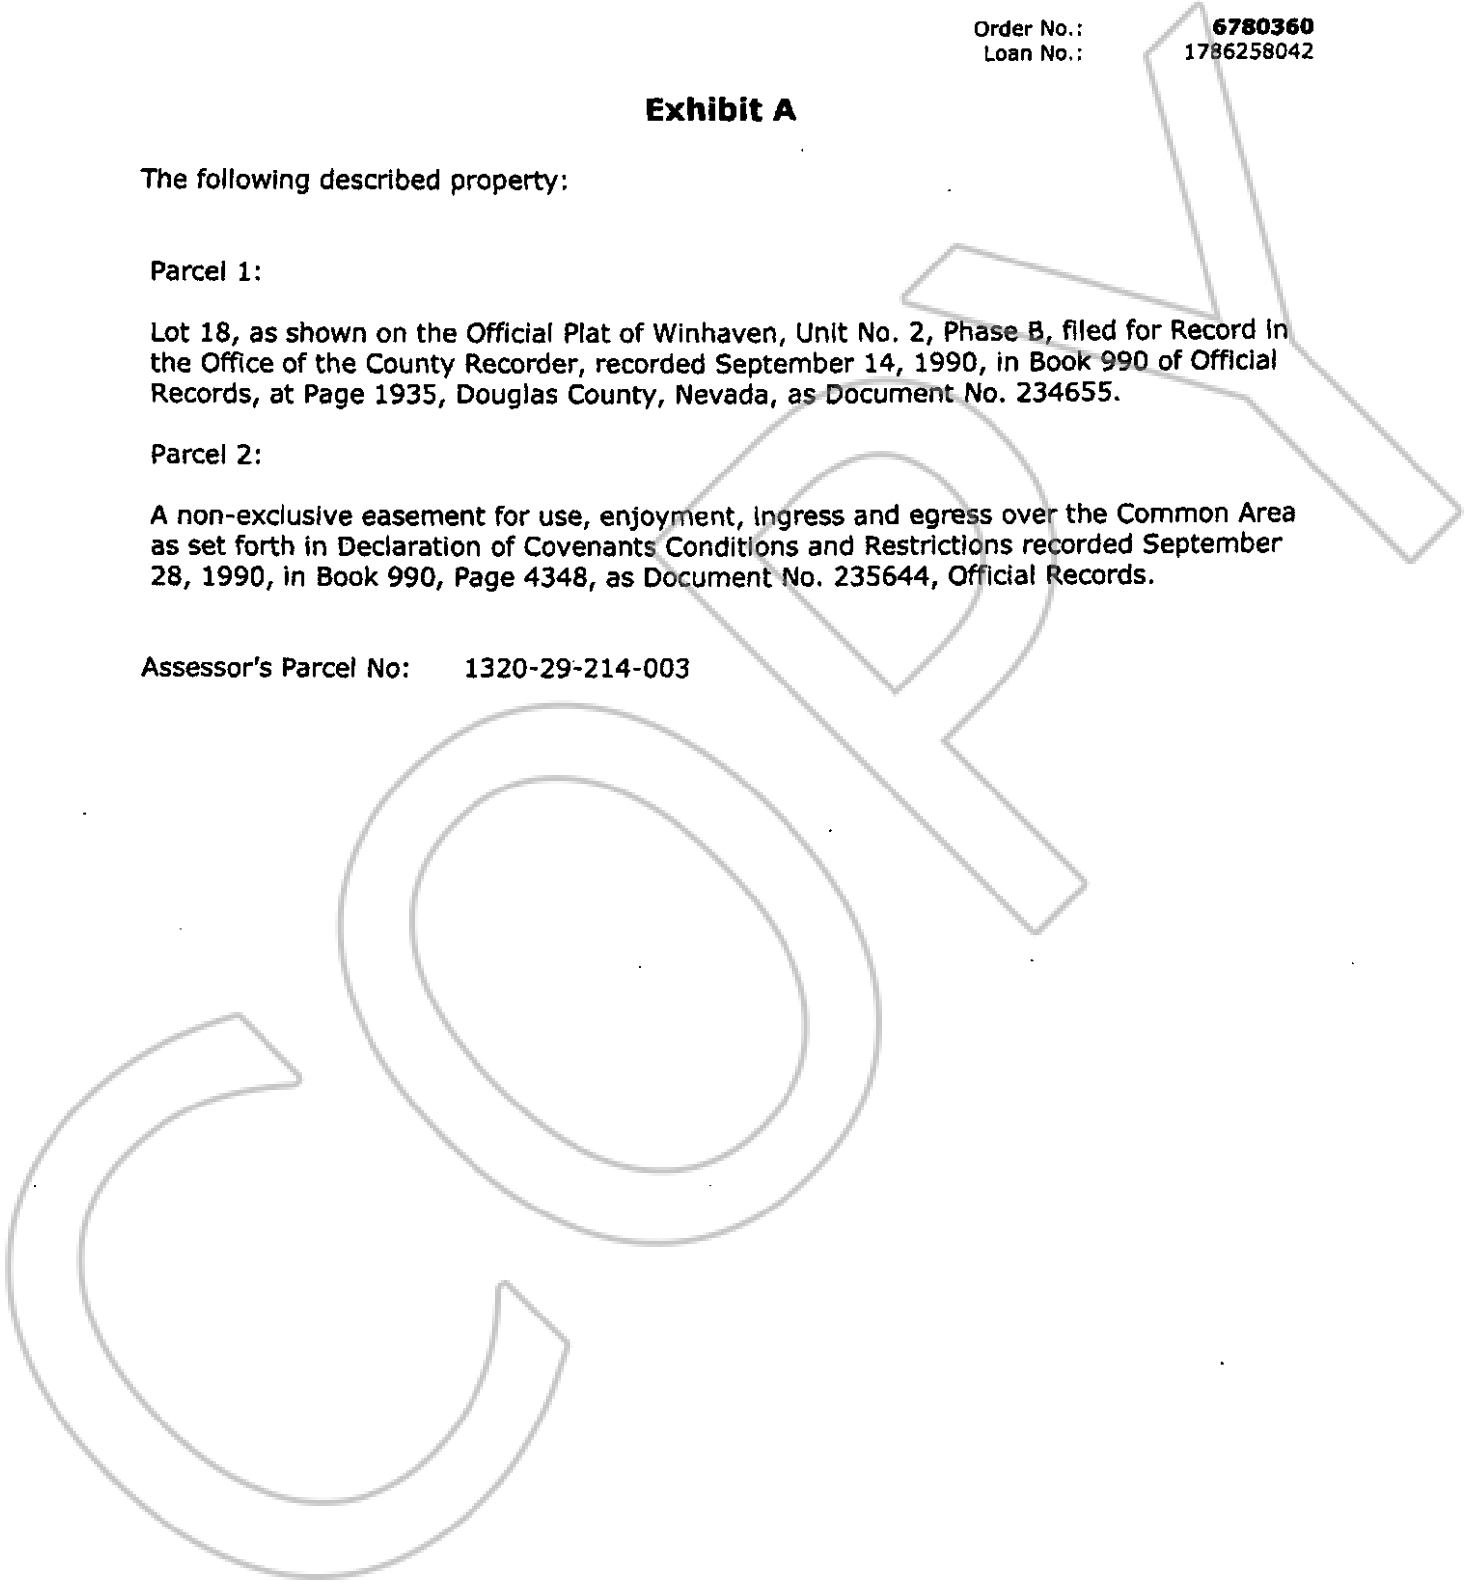 Order No.: 6780360
Loan No.: 1786258042
Exhibit A
The following described property:
Parcel 1:
Lot 18, as shown on the Official Plat of Winhaven, Unit No. 2, Phase B, filed for Record in
the Office of the County Recorder, recorded September 14, 1990, in Book 990 of Official
Records, at Page 1935, Douglas County, Nevada, as Document No. 234655.
Parcel 2:
A non-exclusive easement for use, enjoyment, ingress and egress over the Common Area
as set forth in Declaration of Covenants Conditions and Restrictions recorded September
28, 1990, in Book 990, Page 4348, as Document No. 235644, Official Records.
Assessor's Parcel No: 1320-29-214-003
COPY